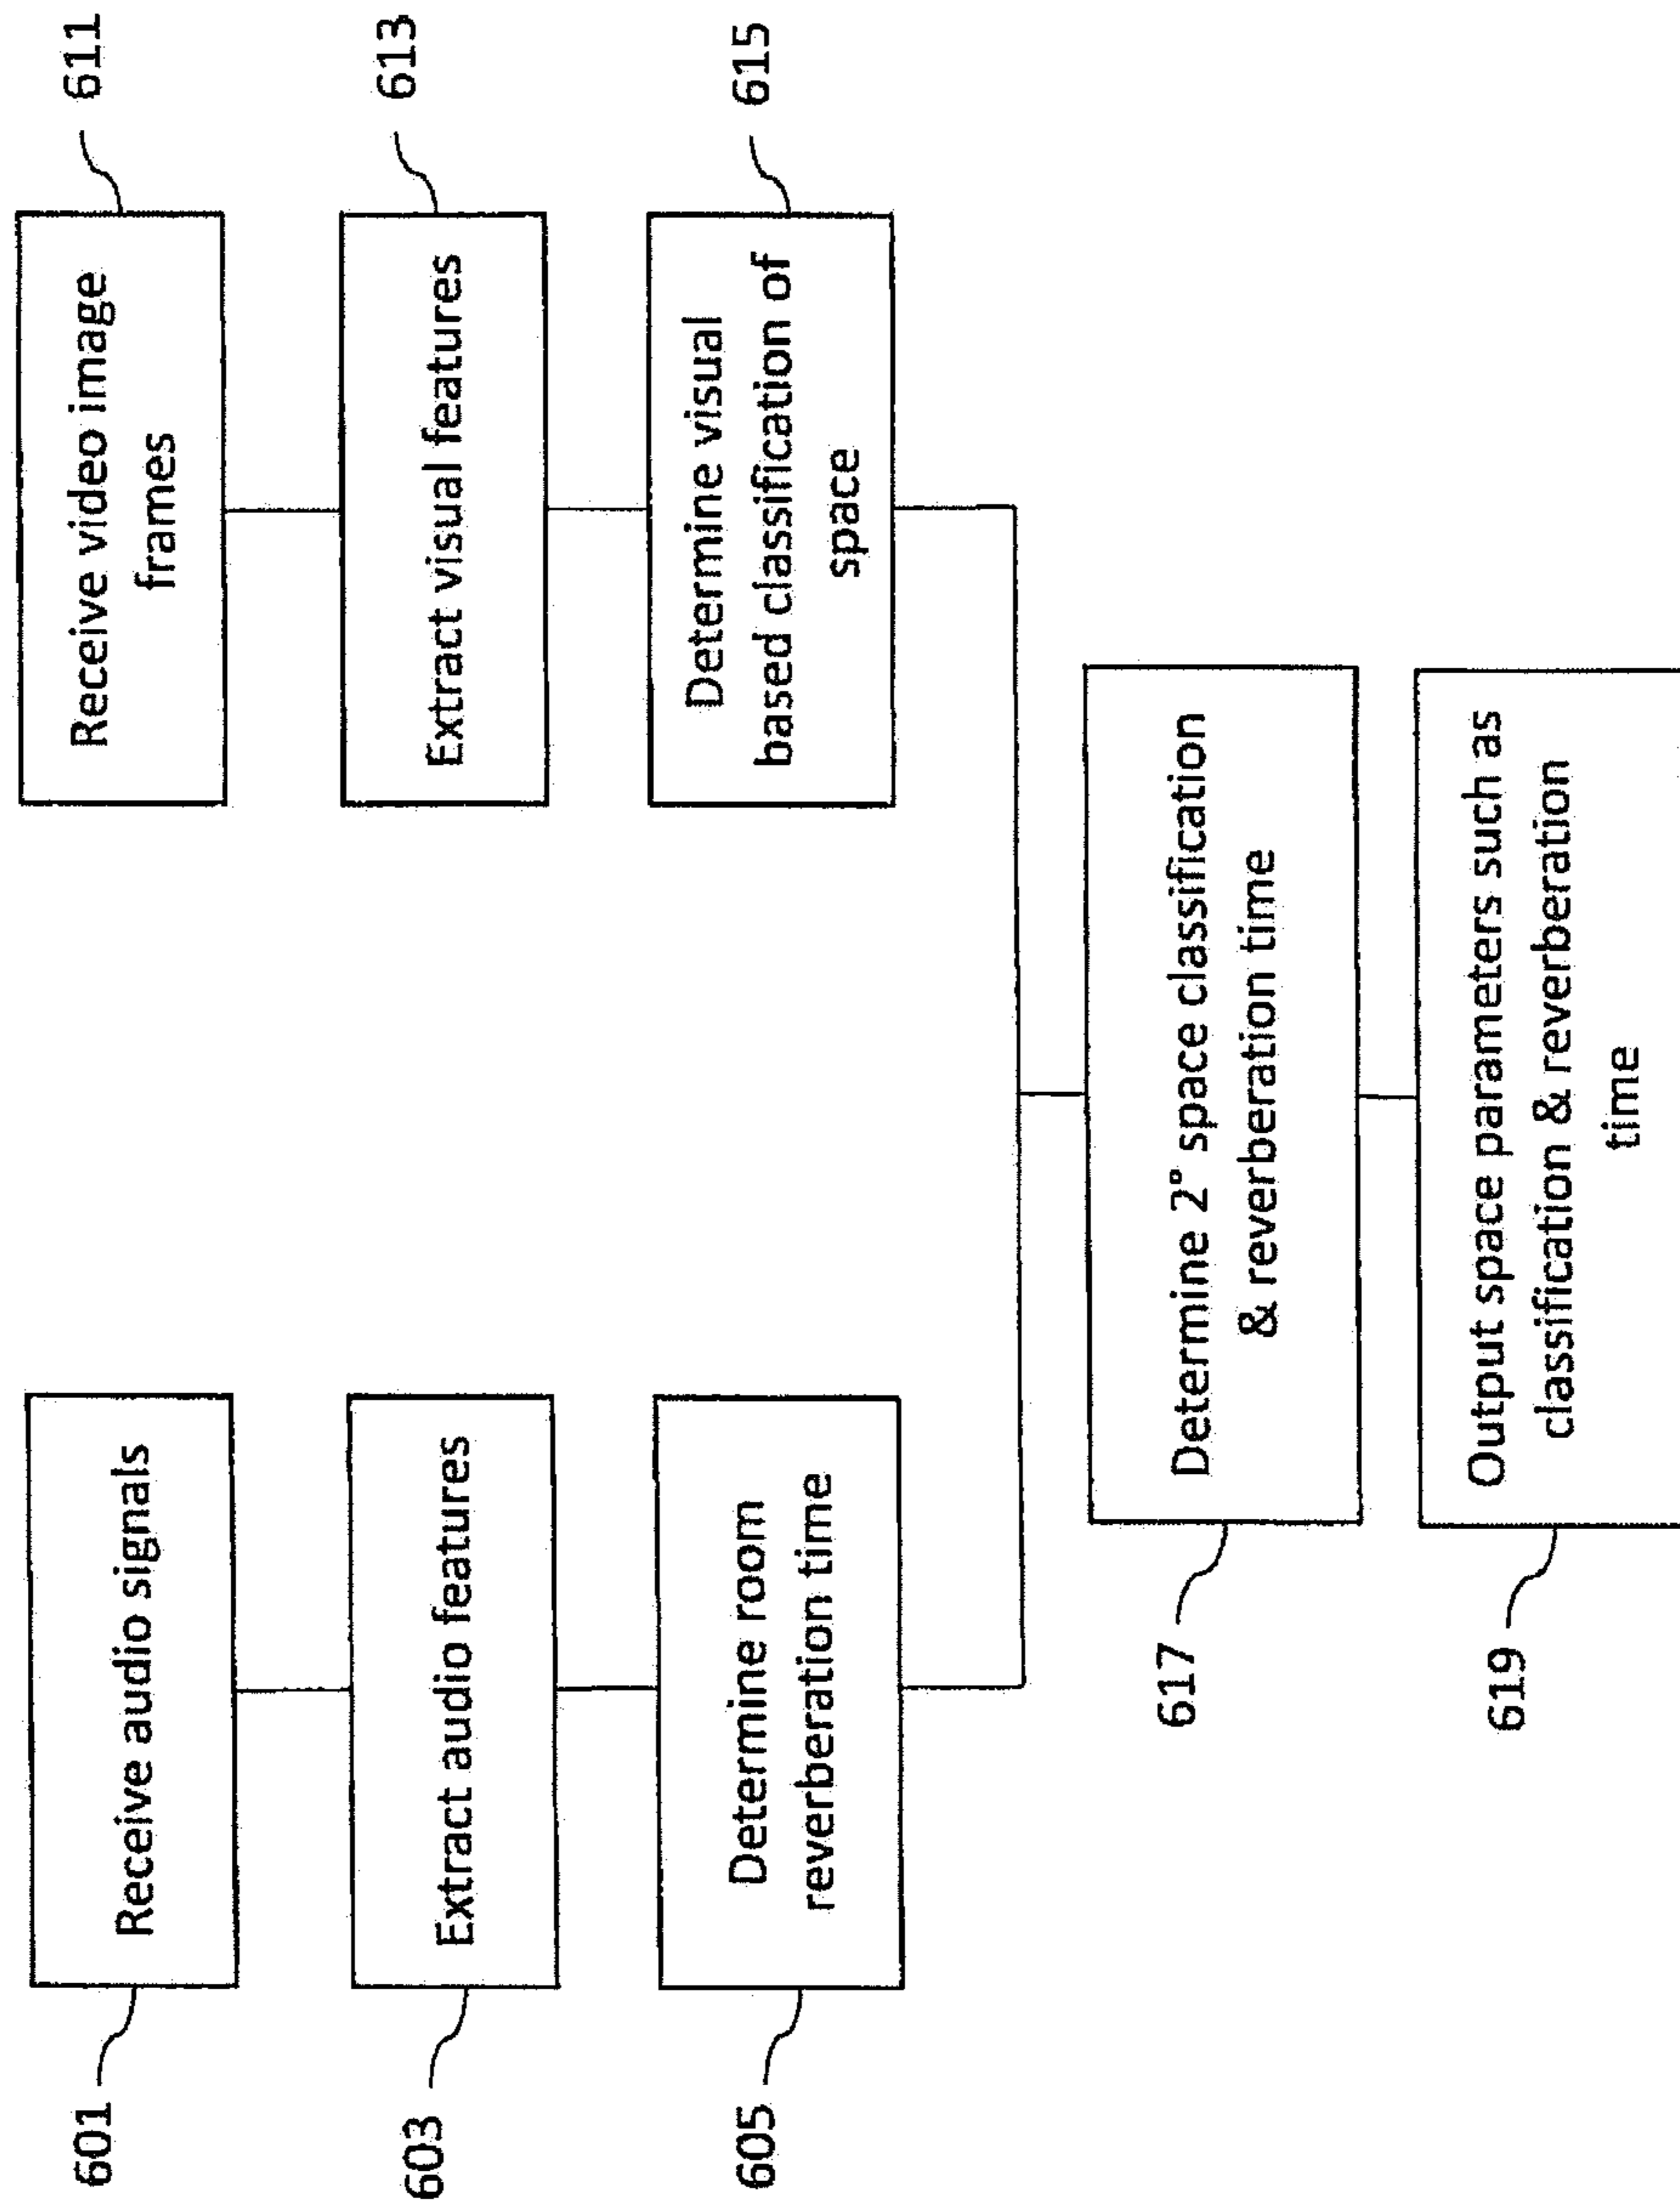 601
Receive audio signals
603
Extract audio features
605
Determine room
reverberation time
Receive video image
frames
611
Extract visual features
613
Determine visual
based classification of
space
615
617
Determine 2° space classification
& reverberation time
619
Output space parameters such as
classification & reverberation
time